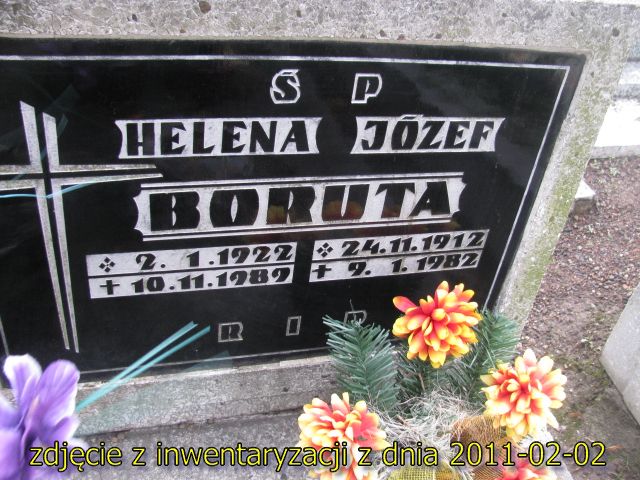 Ś P
HELENA JÓZEF
BORUTA
2. 1.1922 24.11.1912
10.11.1989 9. 1.1982
R I P
zdjęcie z inwentaryzacji z dnia 2011-02-02